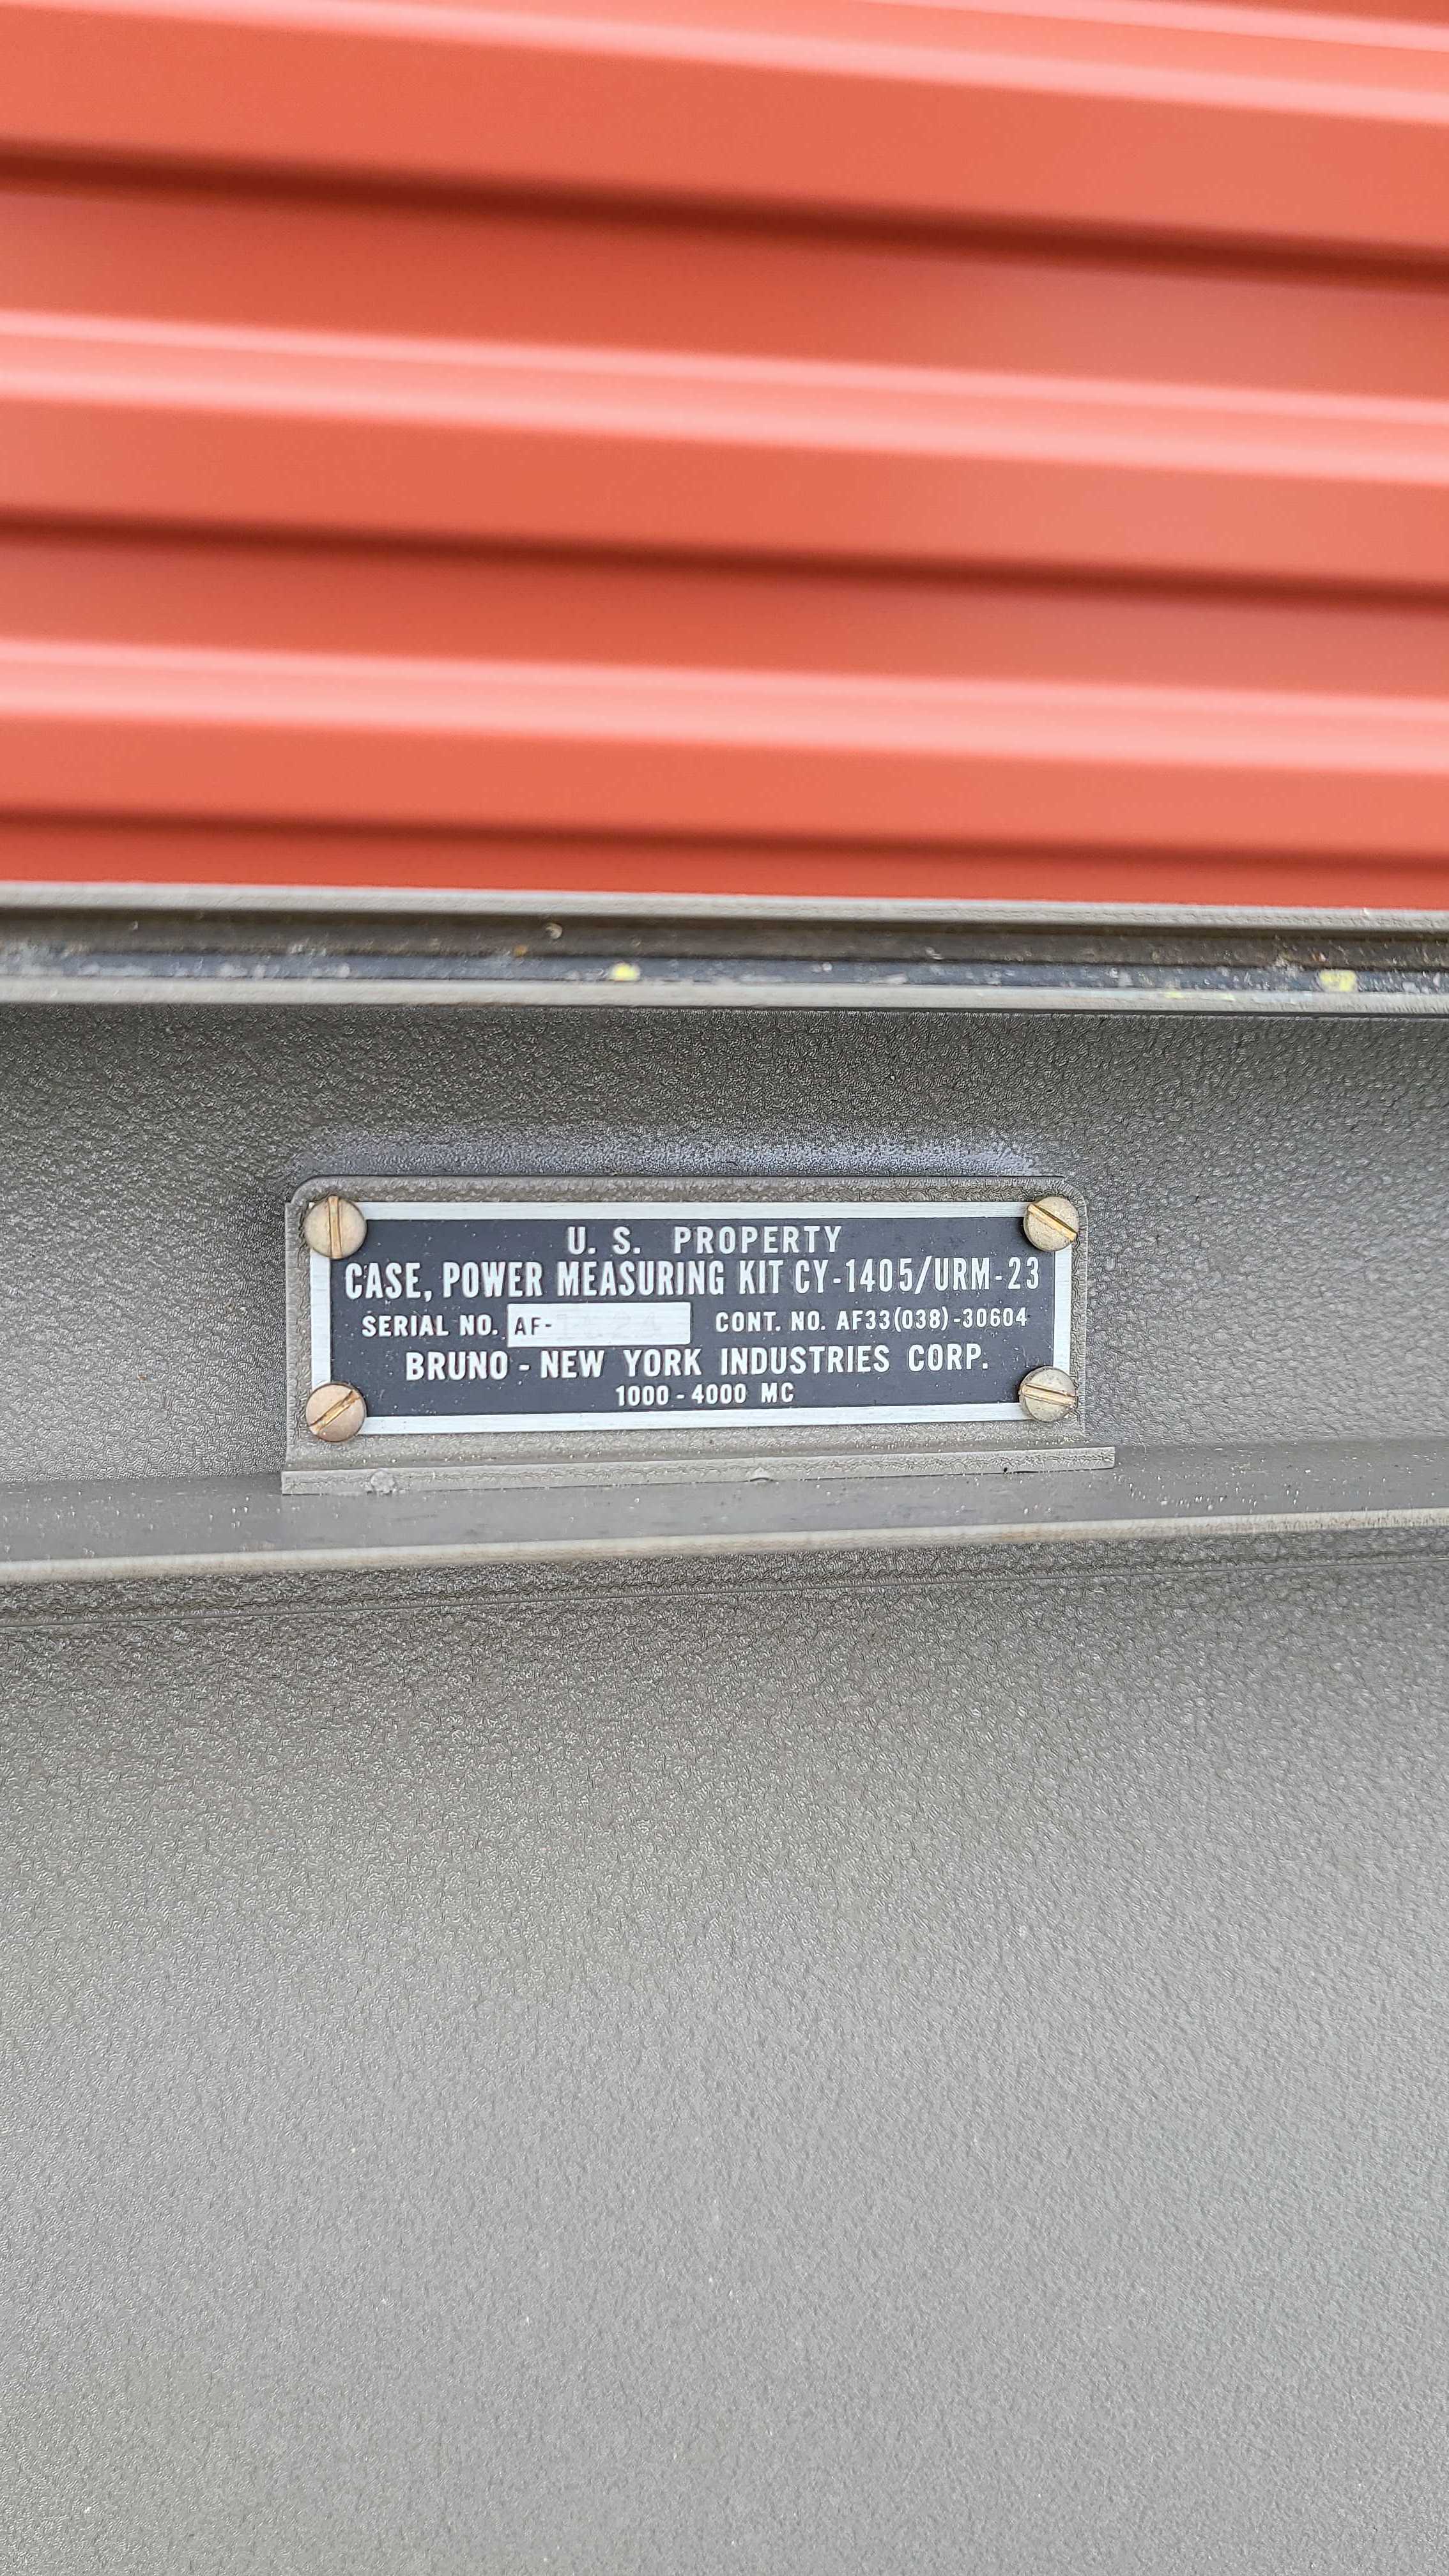 U. S. PROPERTY
CASE, POWER MEASURING KIT CY-1405/URM-23
SERIAL NO. AF- CONT. NO. AF33(038)-30604
BRUNO - NEW YORK INDUSTRIES CORP.
1000 - 4000 MC